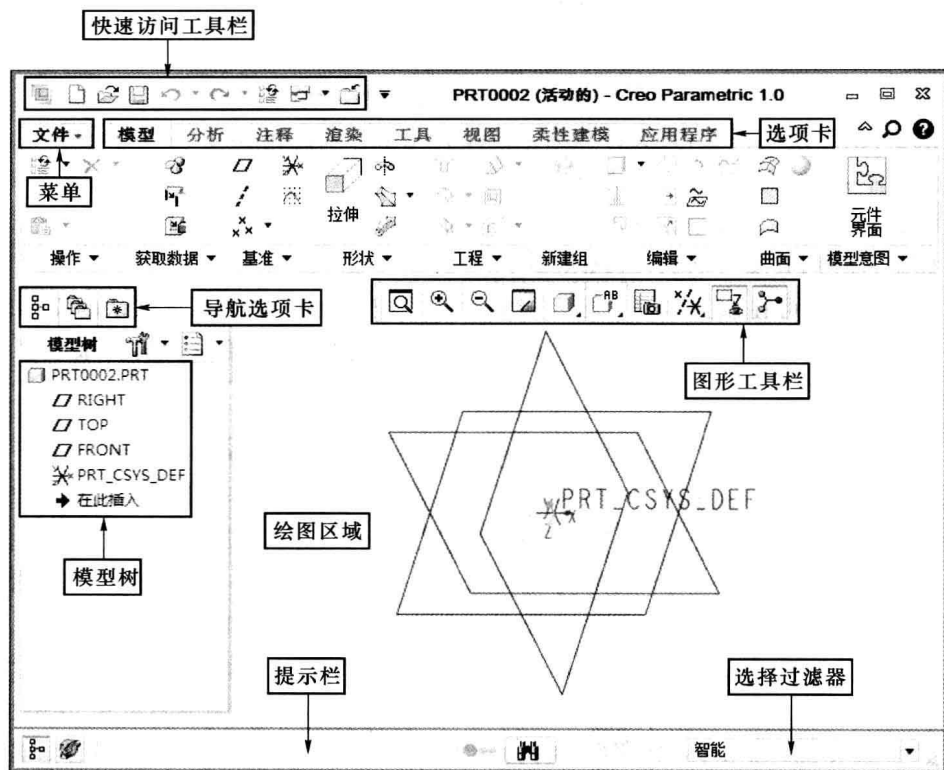 快速访问工具栏
PRT0002 (活动的) - Creo Parametric 1.0
文件
模型 分析 注释 渲染 工具 视图 柔性建模 应用程序
选项卡
菜单
拉伸
元件
界面
操作 获取数据 基准 形状 工程 新建组 编辑 曲面 模型意图
导航选项卡
AB
模型树
图形工具栏
PRT0002.PRT
RIGHT
TOP
FRONT
PRT_CSYS_DEF
在此插入
PRT_CSYS_DEF
X
Z
绘图区域
模型树
提示栏
选择过滤器
智能